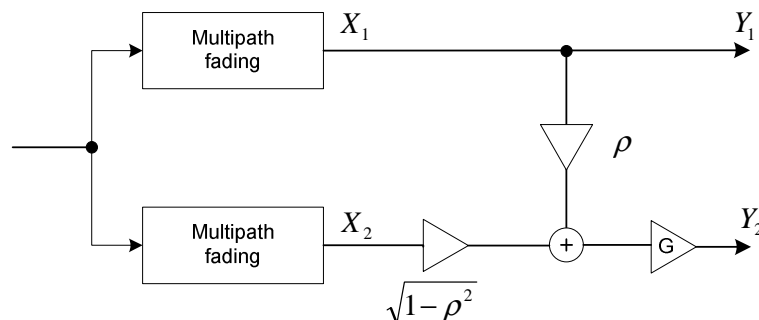 Multipath
fading
X₁
Y₁
ρ
Multipath
fading
X₂
√(1−ρ²)
+
G
Y₂